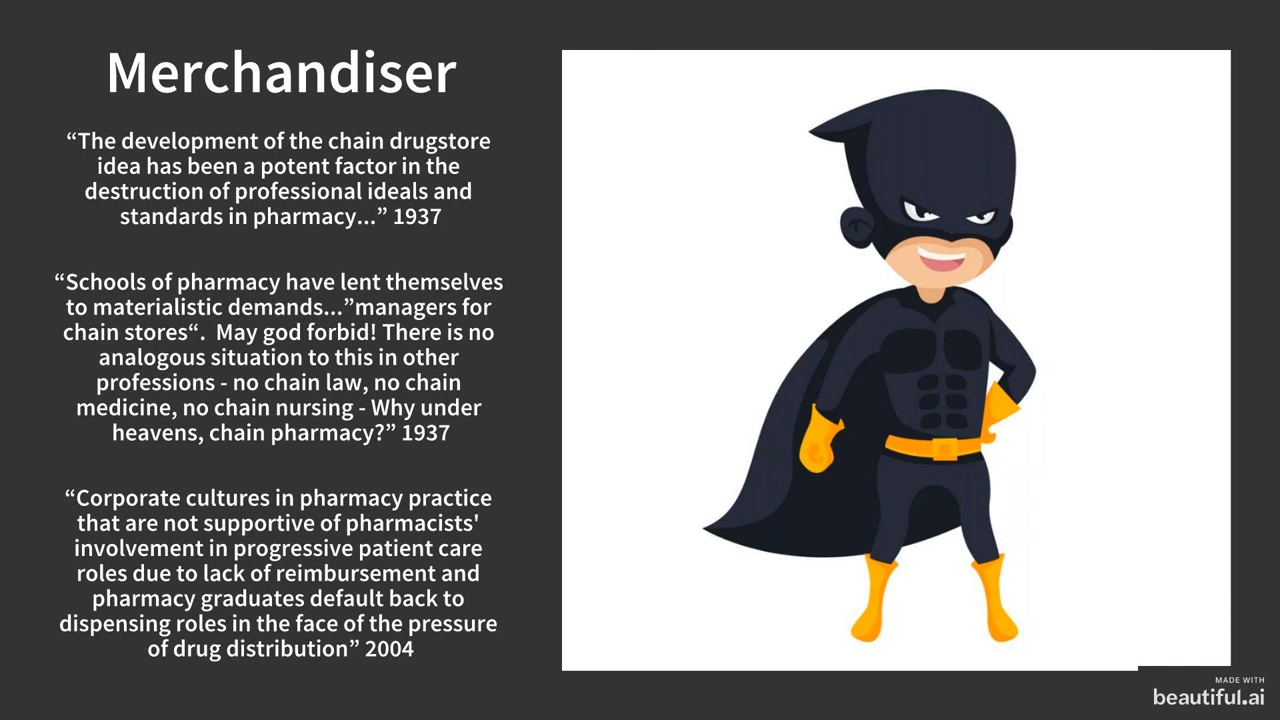 Merchandiser
“The development of the chain drugstore
idea has been a potent factor in the
destruction of professional ideals and
standards in pharmacy...” 1937
“Schools of pharmacy have lent themselves
to materialistic demands...”managers for
chain stores“.  May god forbid! There is no
analogous situation to this in other
professions - no chain law, no chain
medicine, no chain nursing - Why under
heavens, chain pharmacy?” 1937
“Corporate cultures in pharmacy practice
that are not supportive of pharmacists'
involvement in progressive patient care
roles due to lack of reimbursement and
pharmacy graduates default back to
dispensing roles in the face of the pressure
of drug distribution” 2004
MADE WITH
beautiful.ai